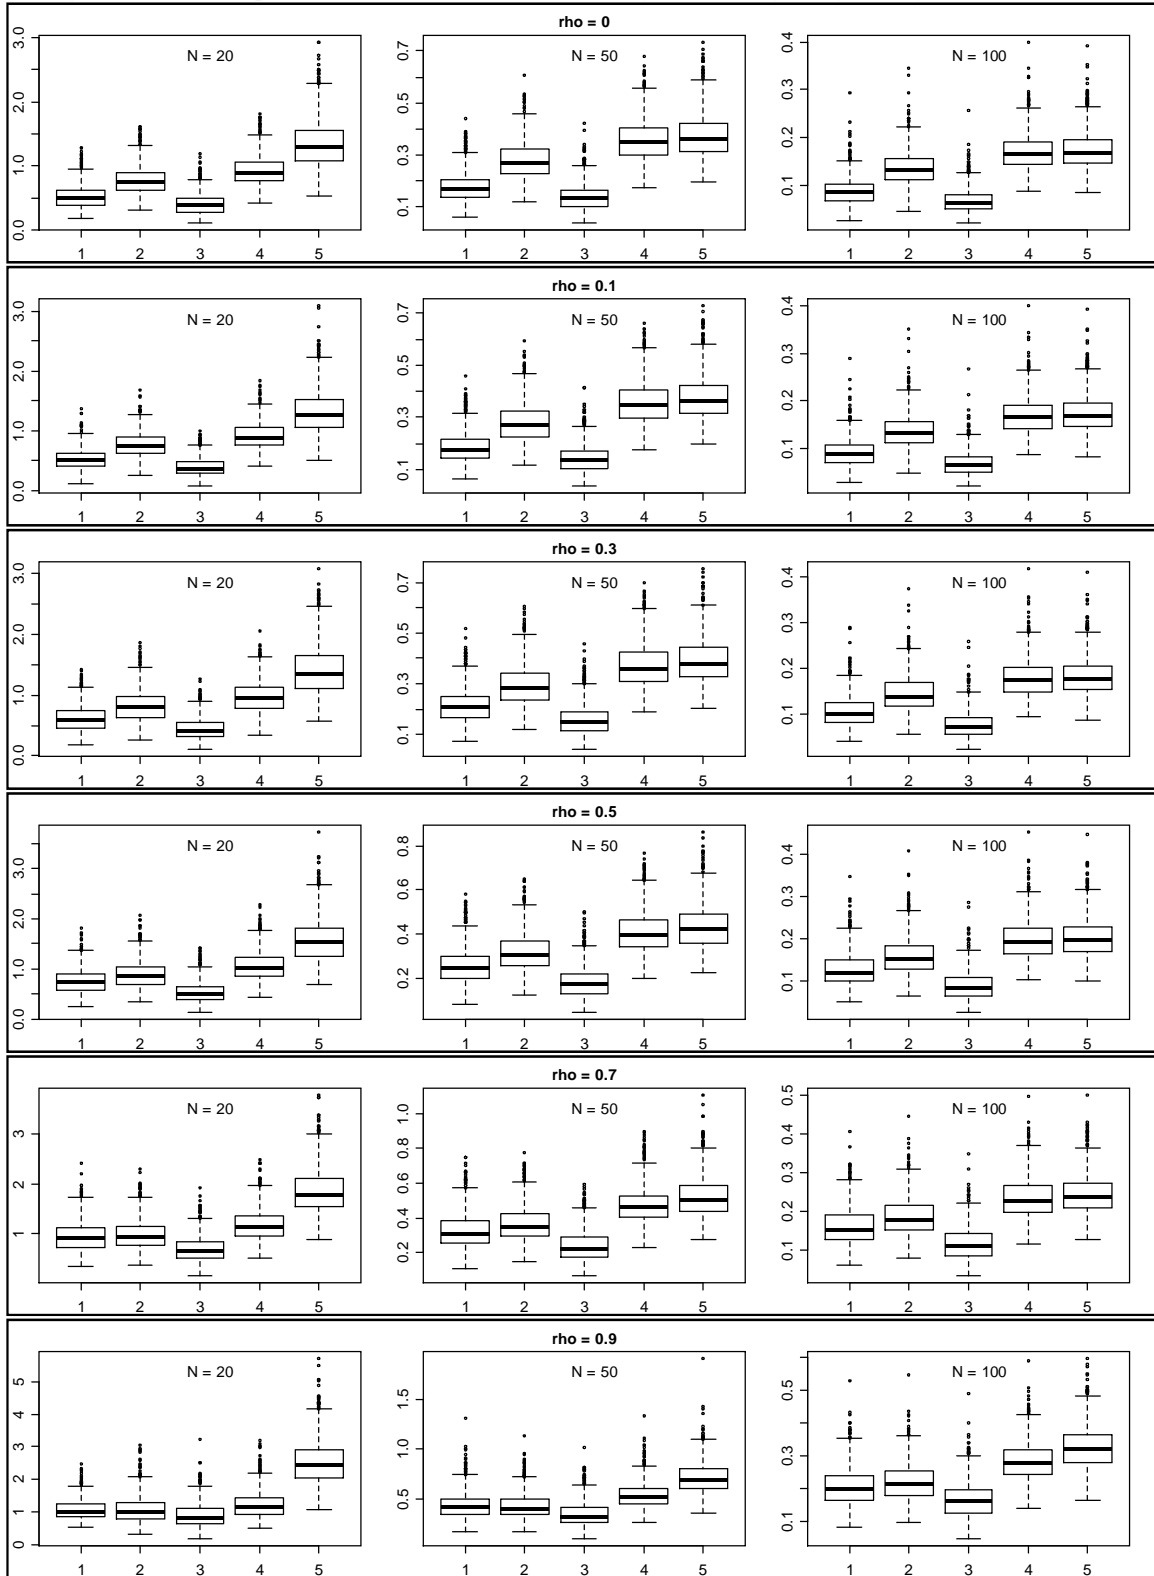 rho = 0
N = 20 N = 50 N = 100
0.0 1.0 2.0 3.0
0.1 0.3 0.5 0.7
0.1 0.2 0.3 0.4
1 2 3 4 5 1 2 3 4 5 1 2 3 4 5
rho = 0.1
N = 20 N = 50 N = 100
0.0 1.0 2.0 3.0
0.1 0.3 0.5 0.7
0.1 0.2 0.3 0.4
1 2 3 4 5 1 2 3 4 5 1 2 3 4 5
rho = 0.3
N = 20 N = 50 N = 100
0.0 1.0 2.0 3.0
0.1 0.3 0.5 0.7
0.1 0.2 0.3 0.4
1 2 3 4 5 1 2 3 4 5 1 2 3 4 5
rho = 0.5
N = 20 N = 50 N = 100
0.0 1.0 2.0 3.0
0.2 0.4 0.6 0.8
0.1 0.2 0.3 0.4
1 2 3 4 5 1 2 3 4 5 1 2 3 4 5
rho = 0.7
N = 20 N = 50 N = 100
1 2 3
0.2 0.4 0.6 0.8 1.0
0.1 0.2 0.3 0.4 0.5
1 2 3 4 5 1 2 3 4 5 1 2 3 4 5
rho = 0.9
N = 20 N = 50 N = 100
0 1 2 3 4 5
0.5 1.0 1.5
0.1 0.3 0.5
1 2 3 4 5 1 2 3 4 5 1 2 3 4 5